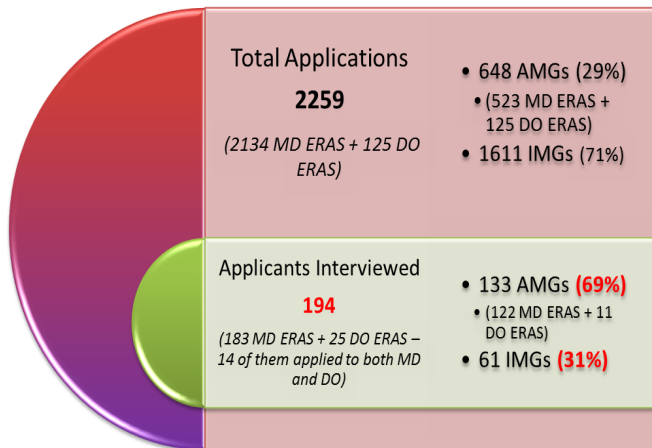 Total Applications
2259
(2134 MD ERAS + 125 DO
ERAS)
• 648 AMGs (29%)
• (523 MD ERAS +
125 DO ERAS)
• 1611 IMGs (71%)
Applicants Interviewed
194
(183 MD ERAS + 25 DO ERAS –
14 of them applied to both MD
and DO)
• 133 AMGs (69%)
• (122 MD ERAS + 11
DO ERAS)
• 61 IMGs (31%)